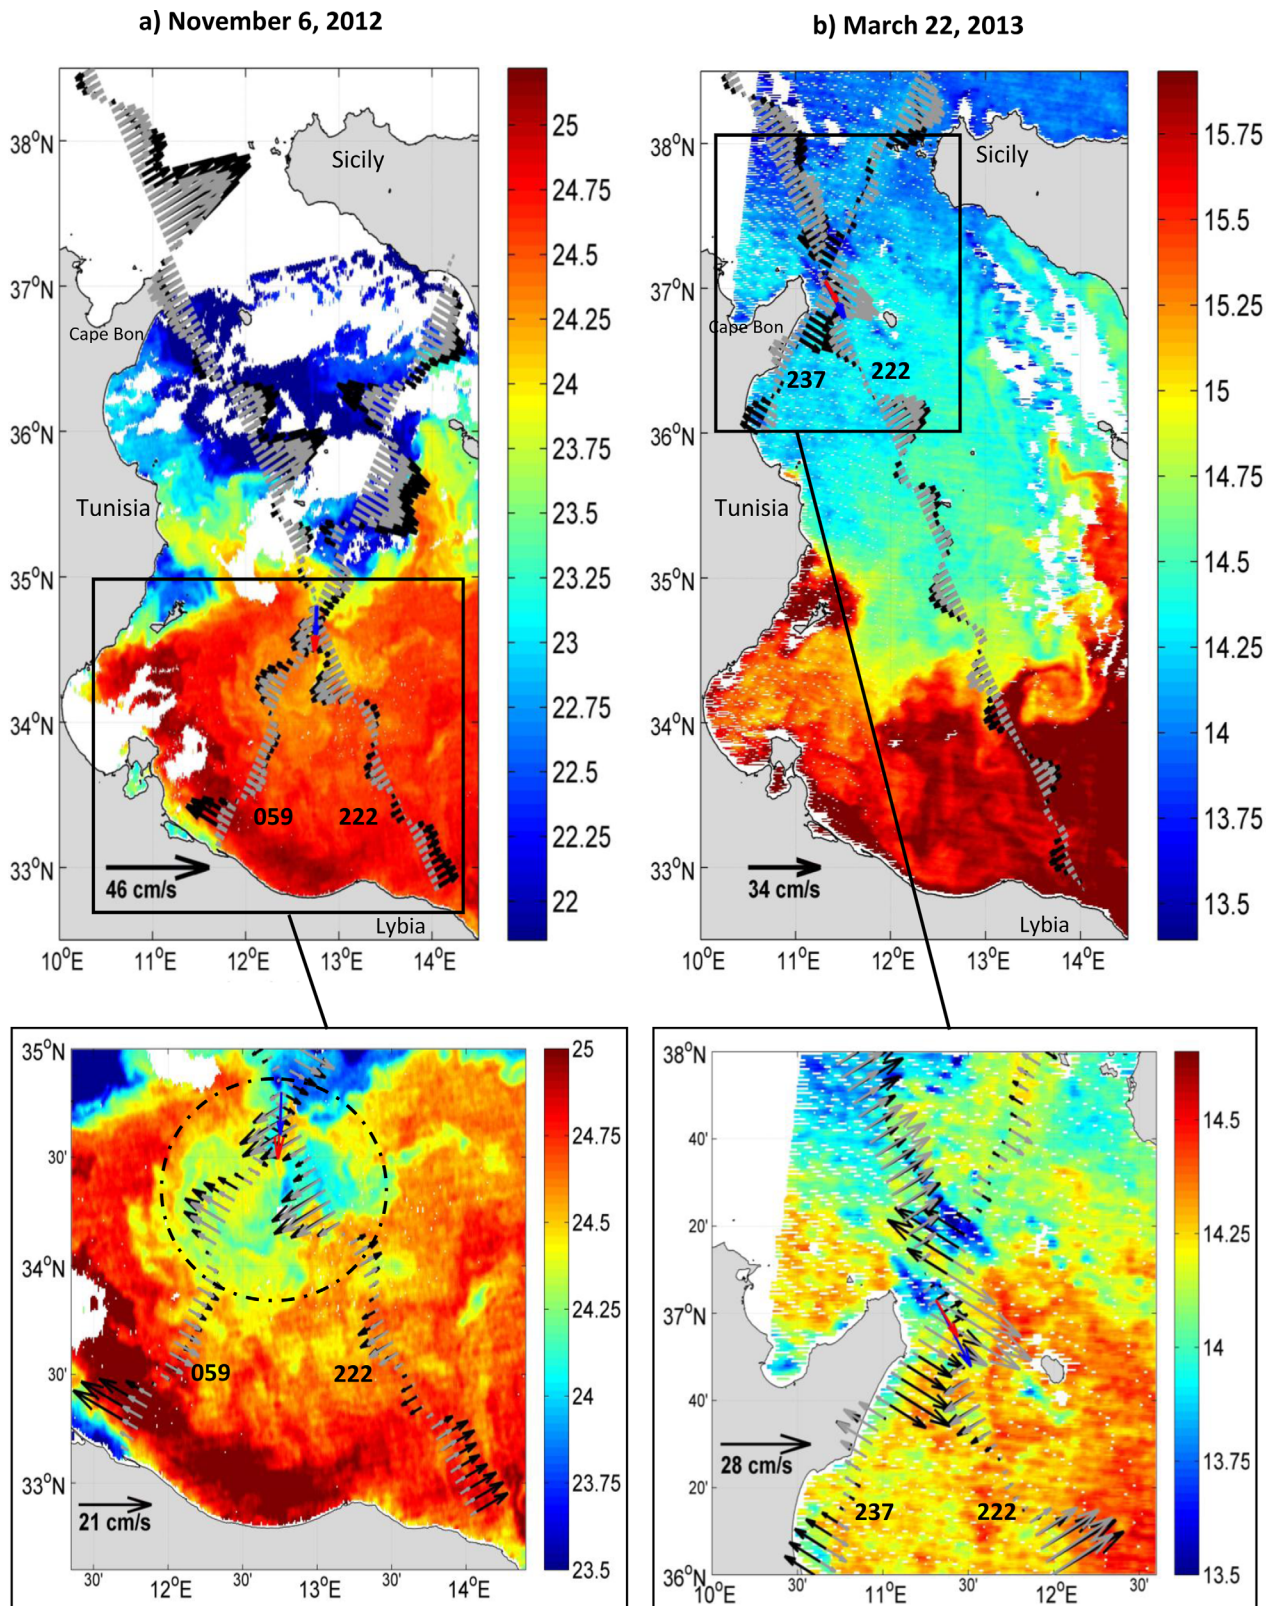 a) November 6, 2012
b) March 22, 2013
38°N
37°N
36°N
35°N
34°N
33°N
10°E
11°E
12°E
13°E
14°E
Sicily
Cape Bon
Tunisia
059
222
46 cm/s
Lybia
25
24.75
24.5
24.25
24
23.75
23.5
23.25
23
22.75
22.5
22.25
22
38°N
37°N
36°N
35°N
34°N
33°N
10°E
11°E
12°E
13°E
14°E
Sicily
Cape Bon
237
222
Tunisia
34 cm/s
Lybia
15.75
15.5
15.25
15
14.75
14.5
14.25
14
13.75
13.5
35°N
30'
34°N
30'
33°N
30'
12°E
30'
13°E
30'
14°E
059
222
21 cm/s
25
24.75
24.5
24.25
24
23.75
23.5
38°N
40'
20'
37°N
40'
20'
36°N
10°E
30'
11°E
30'
12°E
30'
28 cm/s
237
222
14.5
14.25
14
13.75
13.5